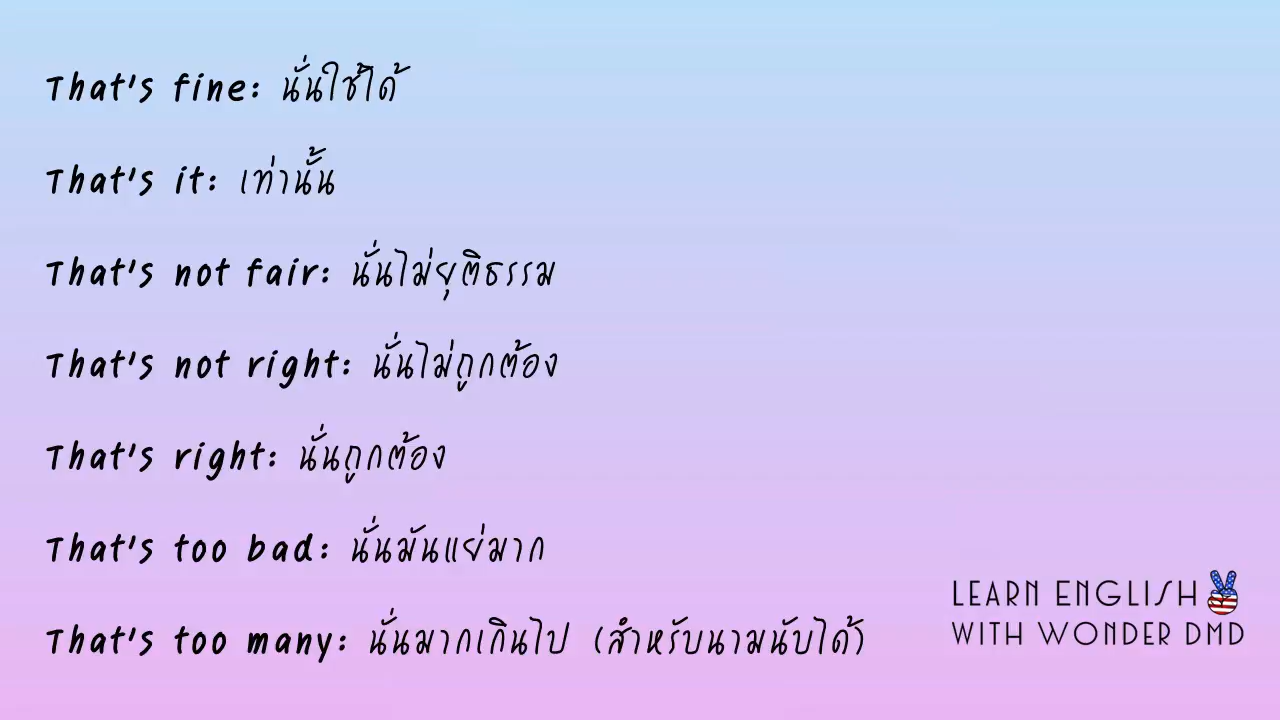 That's fine: นั่นใช้ได้
That's it: เท่านั้น
That's not fair: นั่นไม่ยุติธรรม
That's not right: นั่นไม่ถูกต้อง
That's right: นั่นถูกต้อง
That's too bad: นั่นมันแย่มาก
That's too many: นั่นมากเกินไป (สำหรับนามนับได้)
LEARN ENGLISH
WITH WONDER DMD